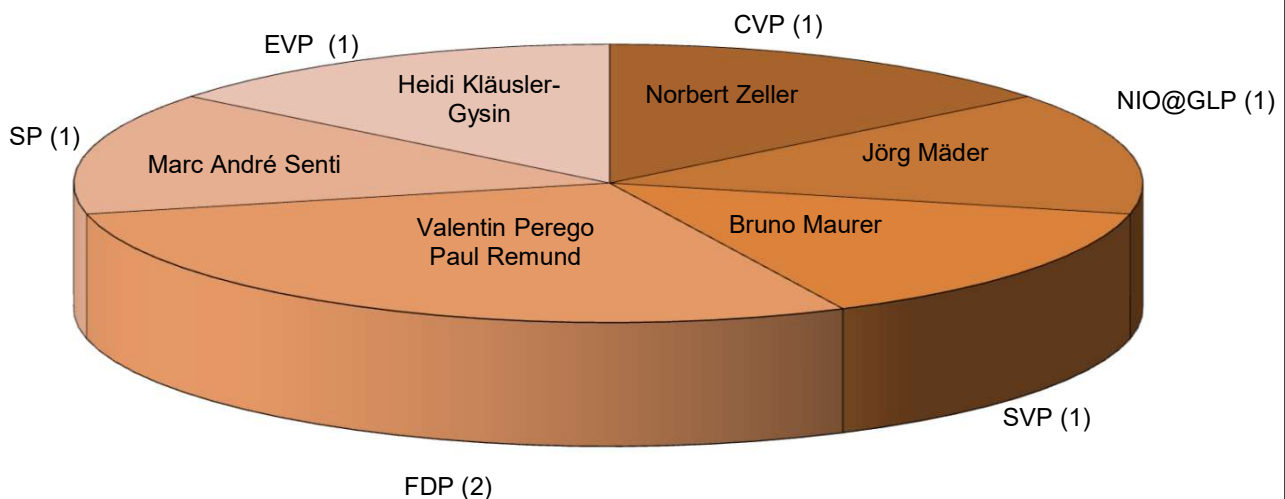 CVP (1)
EVP (1)
Heidi Kläusler-
Gysin
Norbert Zeller
NIO@GLP (1)
SP (1)
Marc André Senti
Jörg Mäder
Valentin Perego
Paul Remund
Bruno Maurer
SVP (1)
FDP (2)